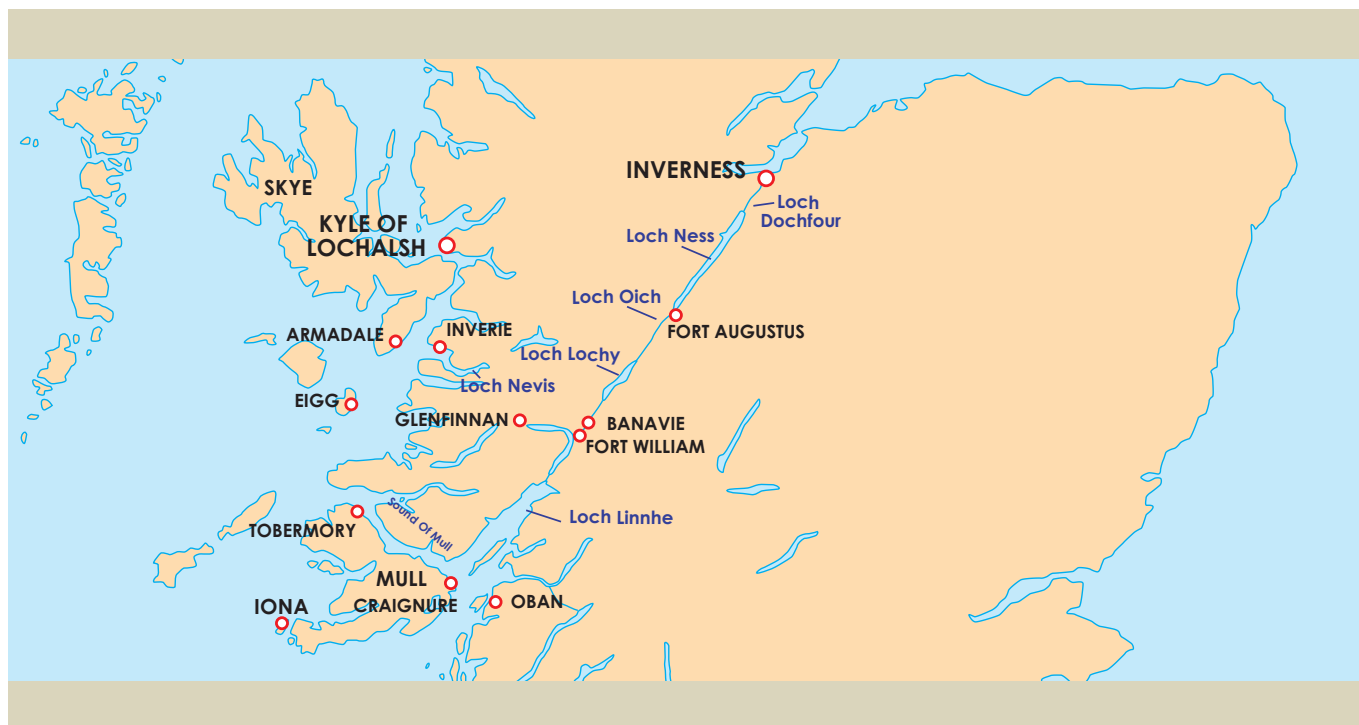 INVERNESS
SKYE
Loch
Dochfour
KYLE OF
LOCHALSH
Loch Ness
Loch Oich
FORT AUGUSTUS
ARMADALE
INVERIE
Loch Lochy
Loch Nevis
EIGG
GLENFINNAN
BANAVIE
FORT WILLIAM
Sound Of Mull
Loch Linnhe
TOBERMORY
MULL
CRAIGNURE
OBAN
IONA